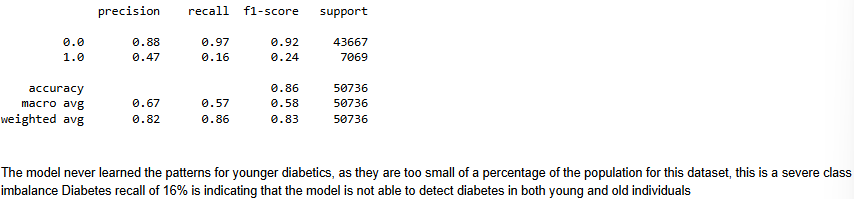 precision recall f1-score support
0.0 0.88 0.97 0.92 43667
1.0 0.47 0.16 0.24 7069
accuracy 0.86 50736
macro avg 0.67 0.57 0.58 50736
weighted avg 0.82 0.86 0.83 50736
The model never learned the patterns for younger diabetics, as they are too small of a percentage of the population for this dataset, this is a severe class
imbalance Diabetes recall of 16% is indicating that the model is not able to detect diabetes in both young and old individuals